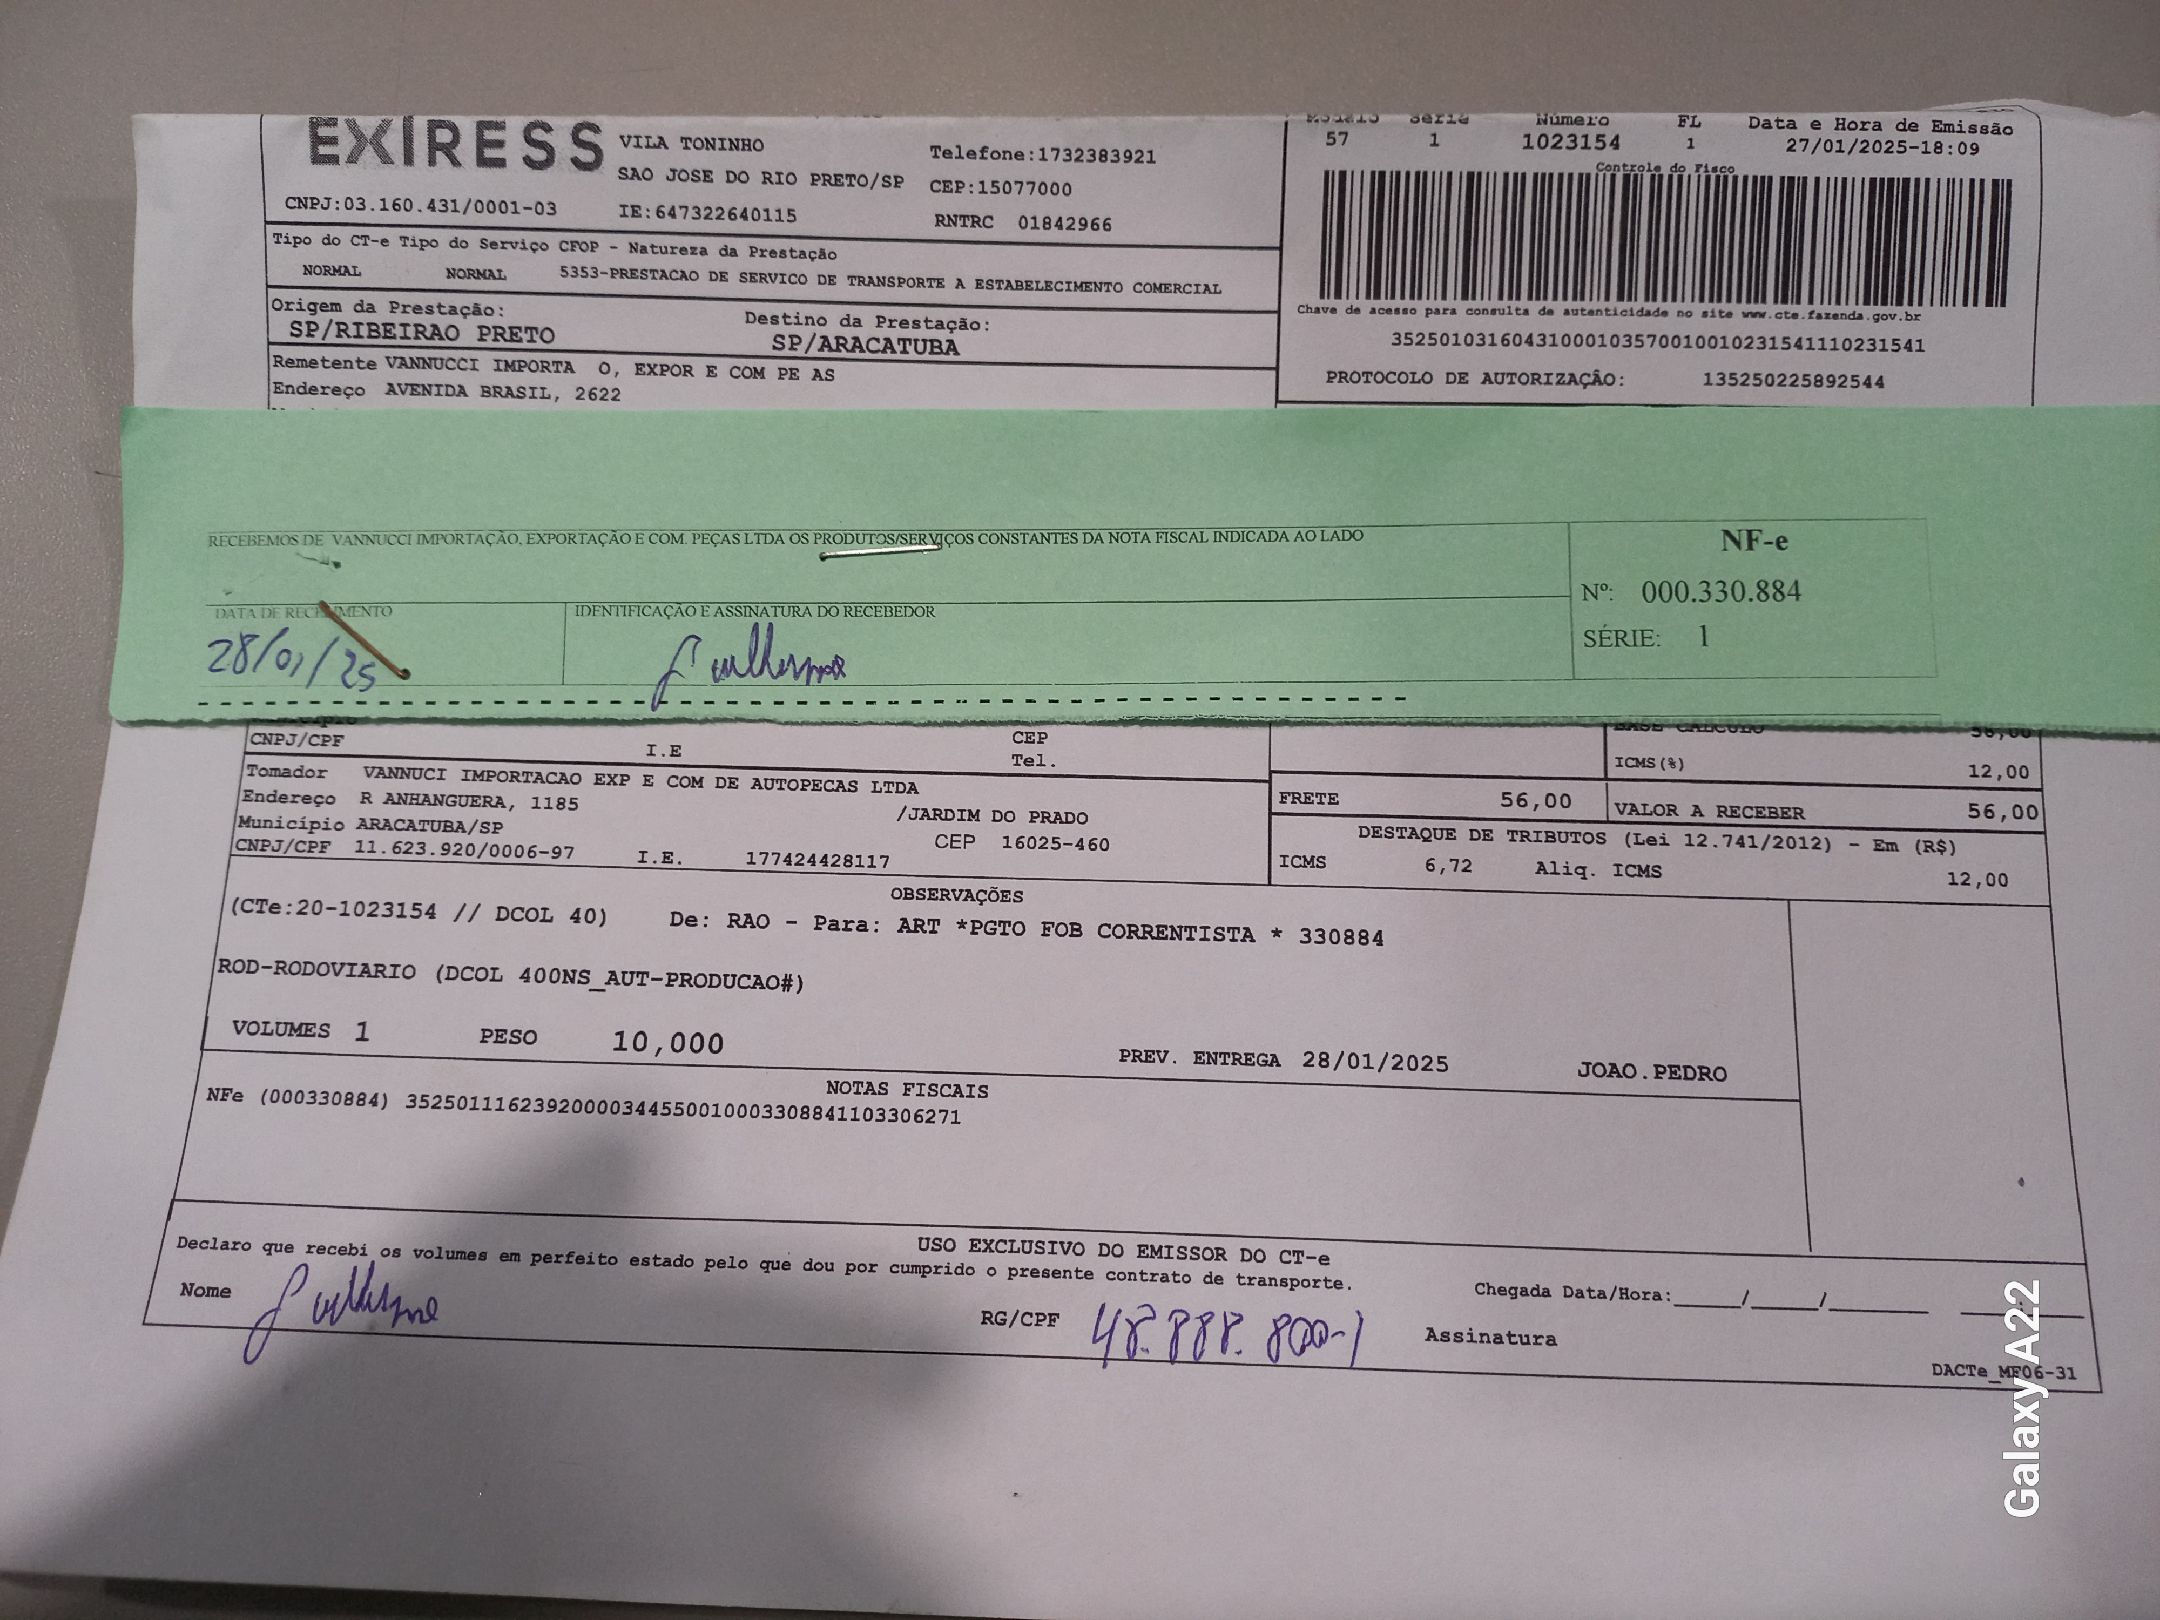 EXIRESS
VILA TONINHO
Telefone:1732383921
SAO JOSE DO RIO PRETO/SP
CEP:15077000
CNPJ:03.160.431/0001-03
IE:647322640115
RNTRC 01842966
Modelo Série Número FL Data e Hora de Emissão
57 1 1023154 1 27/01/2025-18:09
Controle do Fisco
Tipo do CT-e Tipo do Serviço CFOP - Natureza da Prestação
NORMAL NORMAL 5353-PRESTACAO DE SERVICO DE TRANSPORTE A ESTABELECIMENTO COMERCIAL
Origem da Prestação:
SP/RIBEIRAO PRETO
Destino da Prestação:
SP/ARACATUBA
Chave de acesso para consulta de autenticidade no site www.cte.fazenda.gov.br
35250103160431000103570010010231541110231541
PROTOCOLO DE AUTORIZAÇÃO: 135250225892544
Remetente VANNUCCI IMPORTA O, EXPOR E COM PE AS
Endereço AVENIDA BRASIL, 2622
RECEBEMOS DE VANNUCCI IMPORTAÇÃO, EXPORTAÇÃO E COM. PEÇAS LTDA OS PRODUTOS/SERVIÇOS CONSTANTES DA NOTA FISCAL INDICADA AO LADO
NF-e
Nº: 000.330.884
SÉRIE: 1
DATA DE RECEBIMENTO
IDENTIFICAÇÃO E ASSINATURA DO RECEBEDOR
28/01/25
Guilherme
Município
CNPJ/CPF I.E CEP
Tel.
BASE CALCULO 56,00
ICMS(%) 12,00
Tomador VANNUCI IMPORTACAO EXP E COM DE AUTOPECAS LTDA
Endereço R ANHANGUERA, 1185 /JARDIM DO PRADO
Município ARACATUBA/SP CEP 16025-460
CNPJ/CPF 11.623.920/0006-97 I.E. 177424428117
FRETE 56,00 VALOR A RECEBER 56,00
DESTAQUE DE TRIBUTOS (Lei 12.741/2012) - Em (R$)
ICMS 6,72 Aliq. ICMS 12,00
OBSERVAÇÕES
(CTe:20-1023154 // DCOL 40) De: RAO - Para: ART *PGTO FOB CORRENTISTA * 330884
ROD-RODOVIARIO (DCOL 400NS_AUT-PRODUCAO#)
VOLUMES 1 PESO 10,000 PREV. ENTREGA 28/01/2025 JOAO.PEDRO
NOTAS FISCAIS
NFe (000330884) 35250111623920000344550010003308841103306271
USO EXCLUSIVO DO EMISSOR DO CT-e
Declaro que recebi os volumes em perfeito estado pelo que dou por cumprido o presente contrato de transporte.
Nome Guilherme
RG/CPF 48.888.800-1
Chegada Data/Hora:_____/_____/_______
Assinatura
DACTe_MF06-31
Galaxy A22